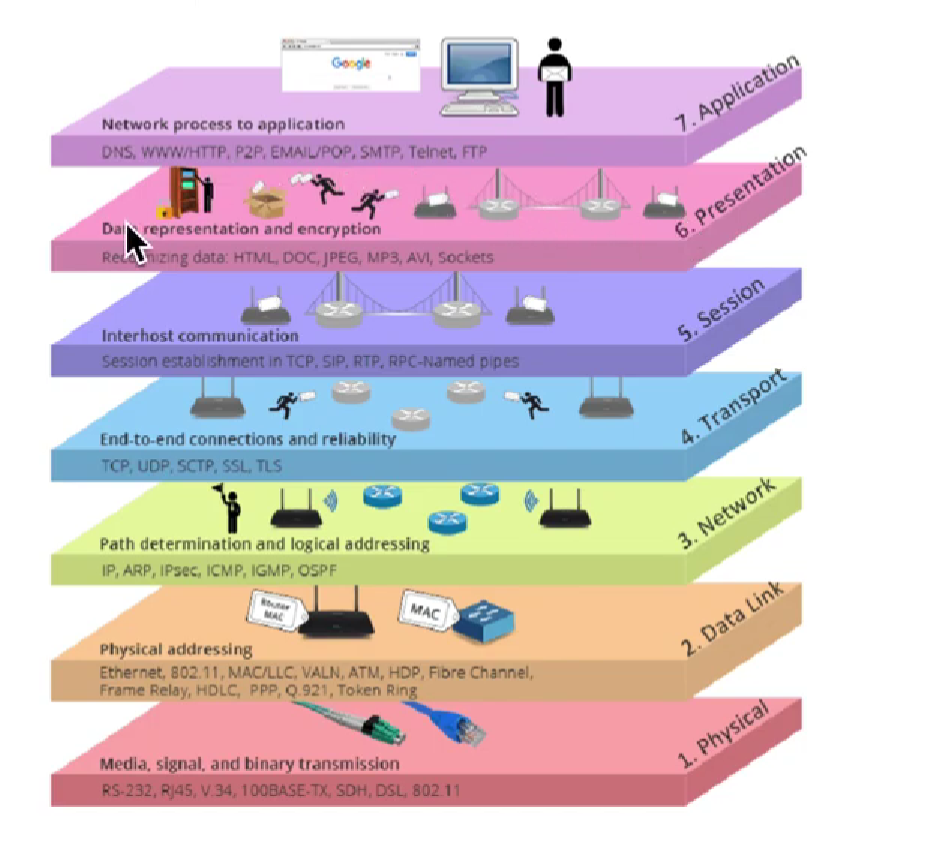 Google
7. Application
Network process to application
DNS, WWW/HTTP, P2P, EMAIL/POP, SMTP, Telnet, FTP
6. Presentation
Data representation and encryption
Recognizing data: HTML, DOC, JPEG, MP3, AVI, Sockets
5. Session
Interhost communication
Session establishment in TCP, SIP, RTP, RPC-Named pipes
4. Transport
End-to-end connections and reliability
TCP, UDP, SCTP, SSL, TLS
3. Network
Path determination and logical addressing
IP, ARP, IPsec, ICMP, IGMP, OSPF
Router
MAC
MAC
2. Data Link
Physical addressing
Ethernet, 802.11, MAC/LLC, VALN, ATM, HDP, Fibre Channel,
Frame Relay, HDLC, PPP, Q.921, Token Ring
1. Physical
Media, signal, and binary transmission
RS-232, RJ45, V.34, 100BASE-TX, SDH, DSL, 802.11